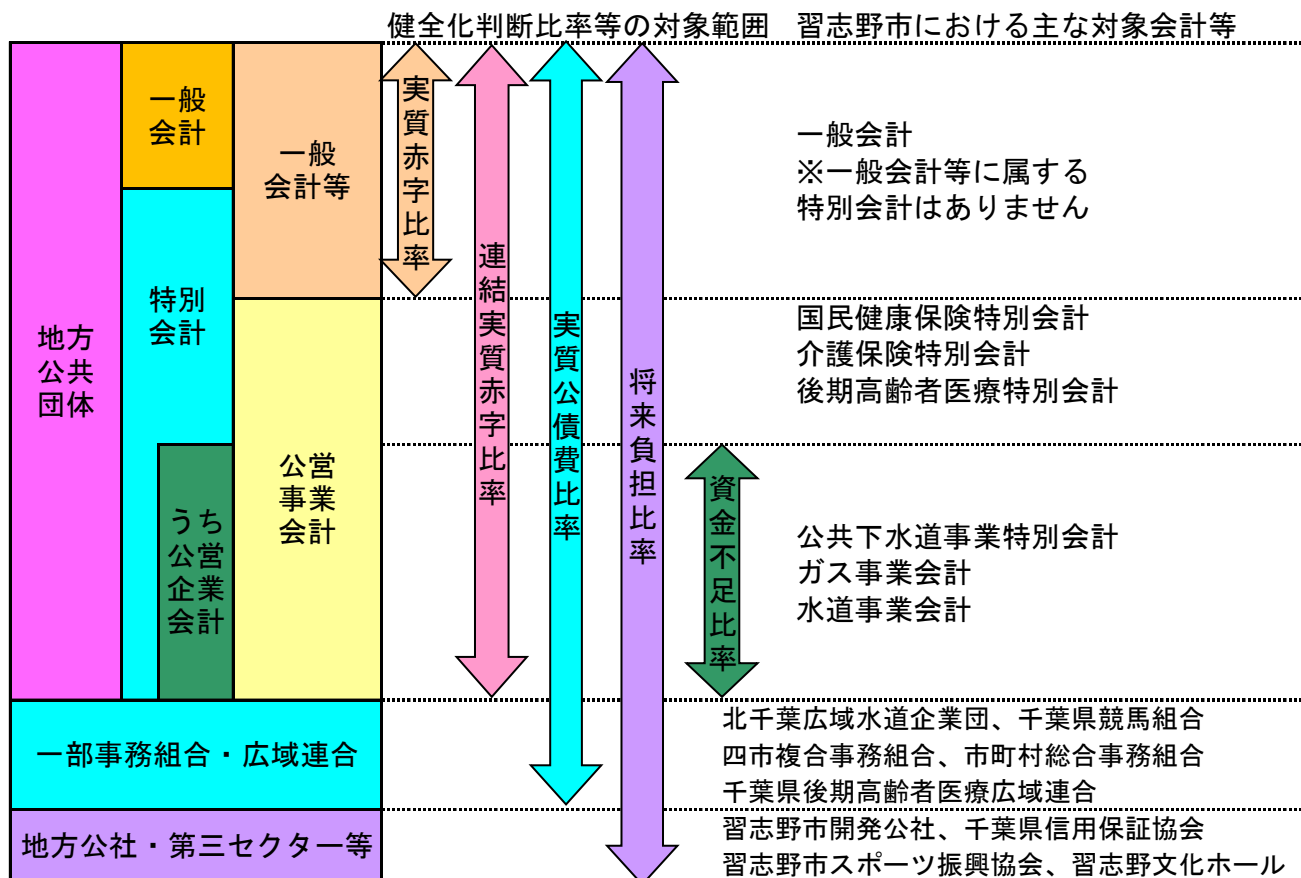 健全化判断比率等の対象範囲
習志野市における主な対象会計等
地方
公共
団体
一般
会計
特別
会計
うち
公営
企業
会計
一般
会計等
公営
事業
会計
一部事務組合・広域連合
地方公社・第三セクター等
実質赤字比率
連結実質赤字比率
実質公債費比率
将来負担比率
資金不足比率
一般会計
※一般会計等に属する
特別会計はありません
国民健康保険特別会計
介護保険特別会計
後期高齢者医療特別会計
公共下水道事業特別会計
ガス事業会計
水道事業会計
北千葉広域水道企業団、千葉県競馬組合
四市複合事務組合、市町村総合事務組合
千葉県後期高齢者医療広域連合
習志野市開発公社、千葉県信用保証協会
習志野市スポーツ振興協会、習志野文化ホール